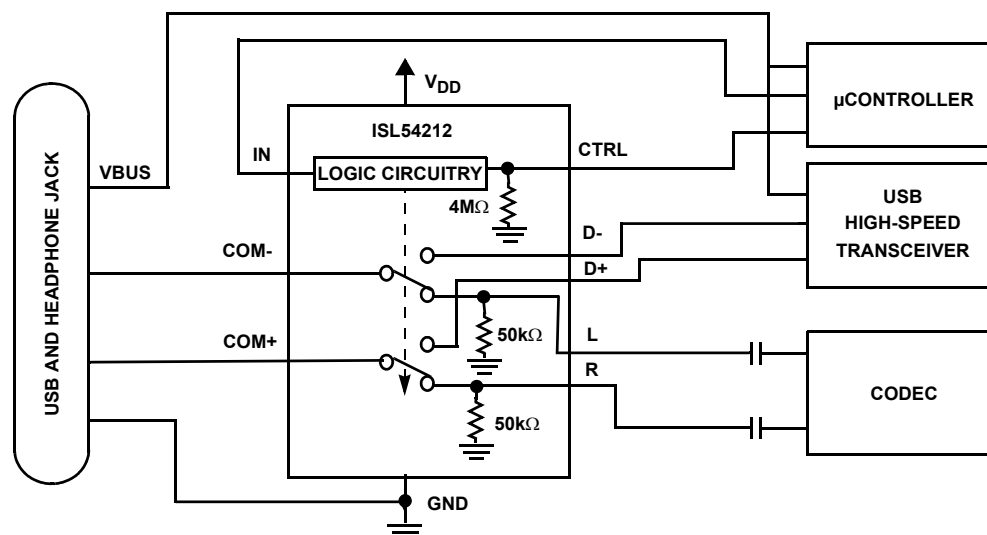 VDD
ISL54212
µCONTROLLER
IN
CTRL
LOGIC CIRCUITRY
VBUS
4MΩ
USB
HIGH-SPEED
TRANSCEIVER
D-
COM-
D+
USB AND HEADPHONE JACK
50kΩ
L
COM+
R
CODEC
50kΩ
GND